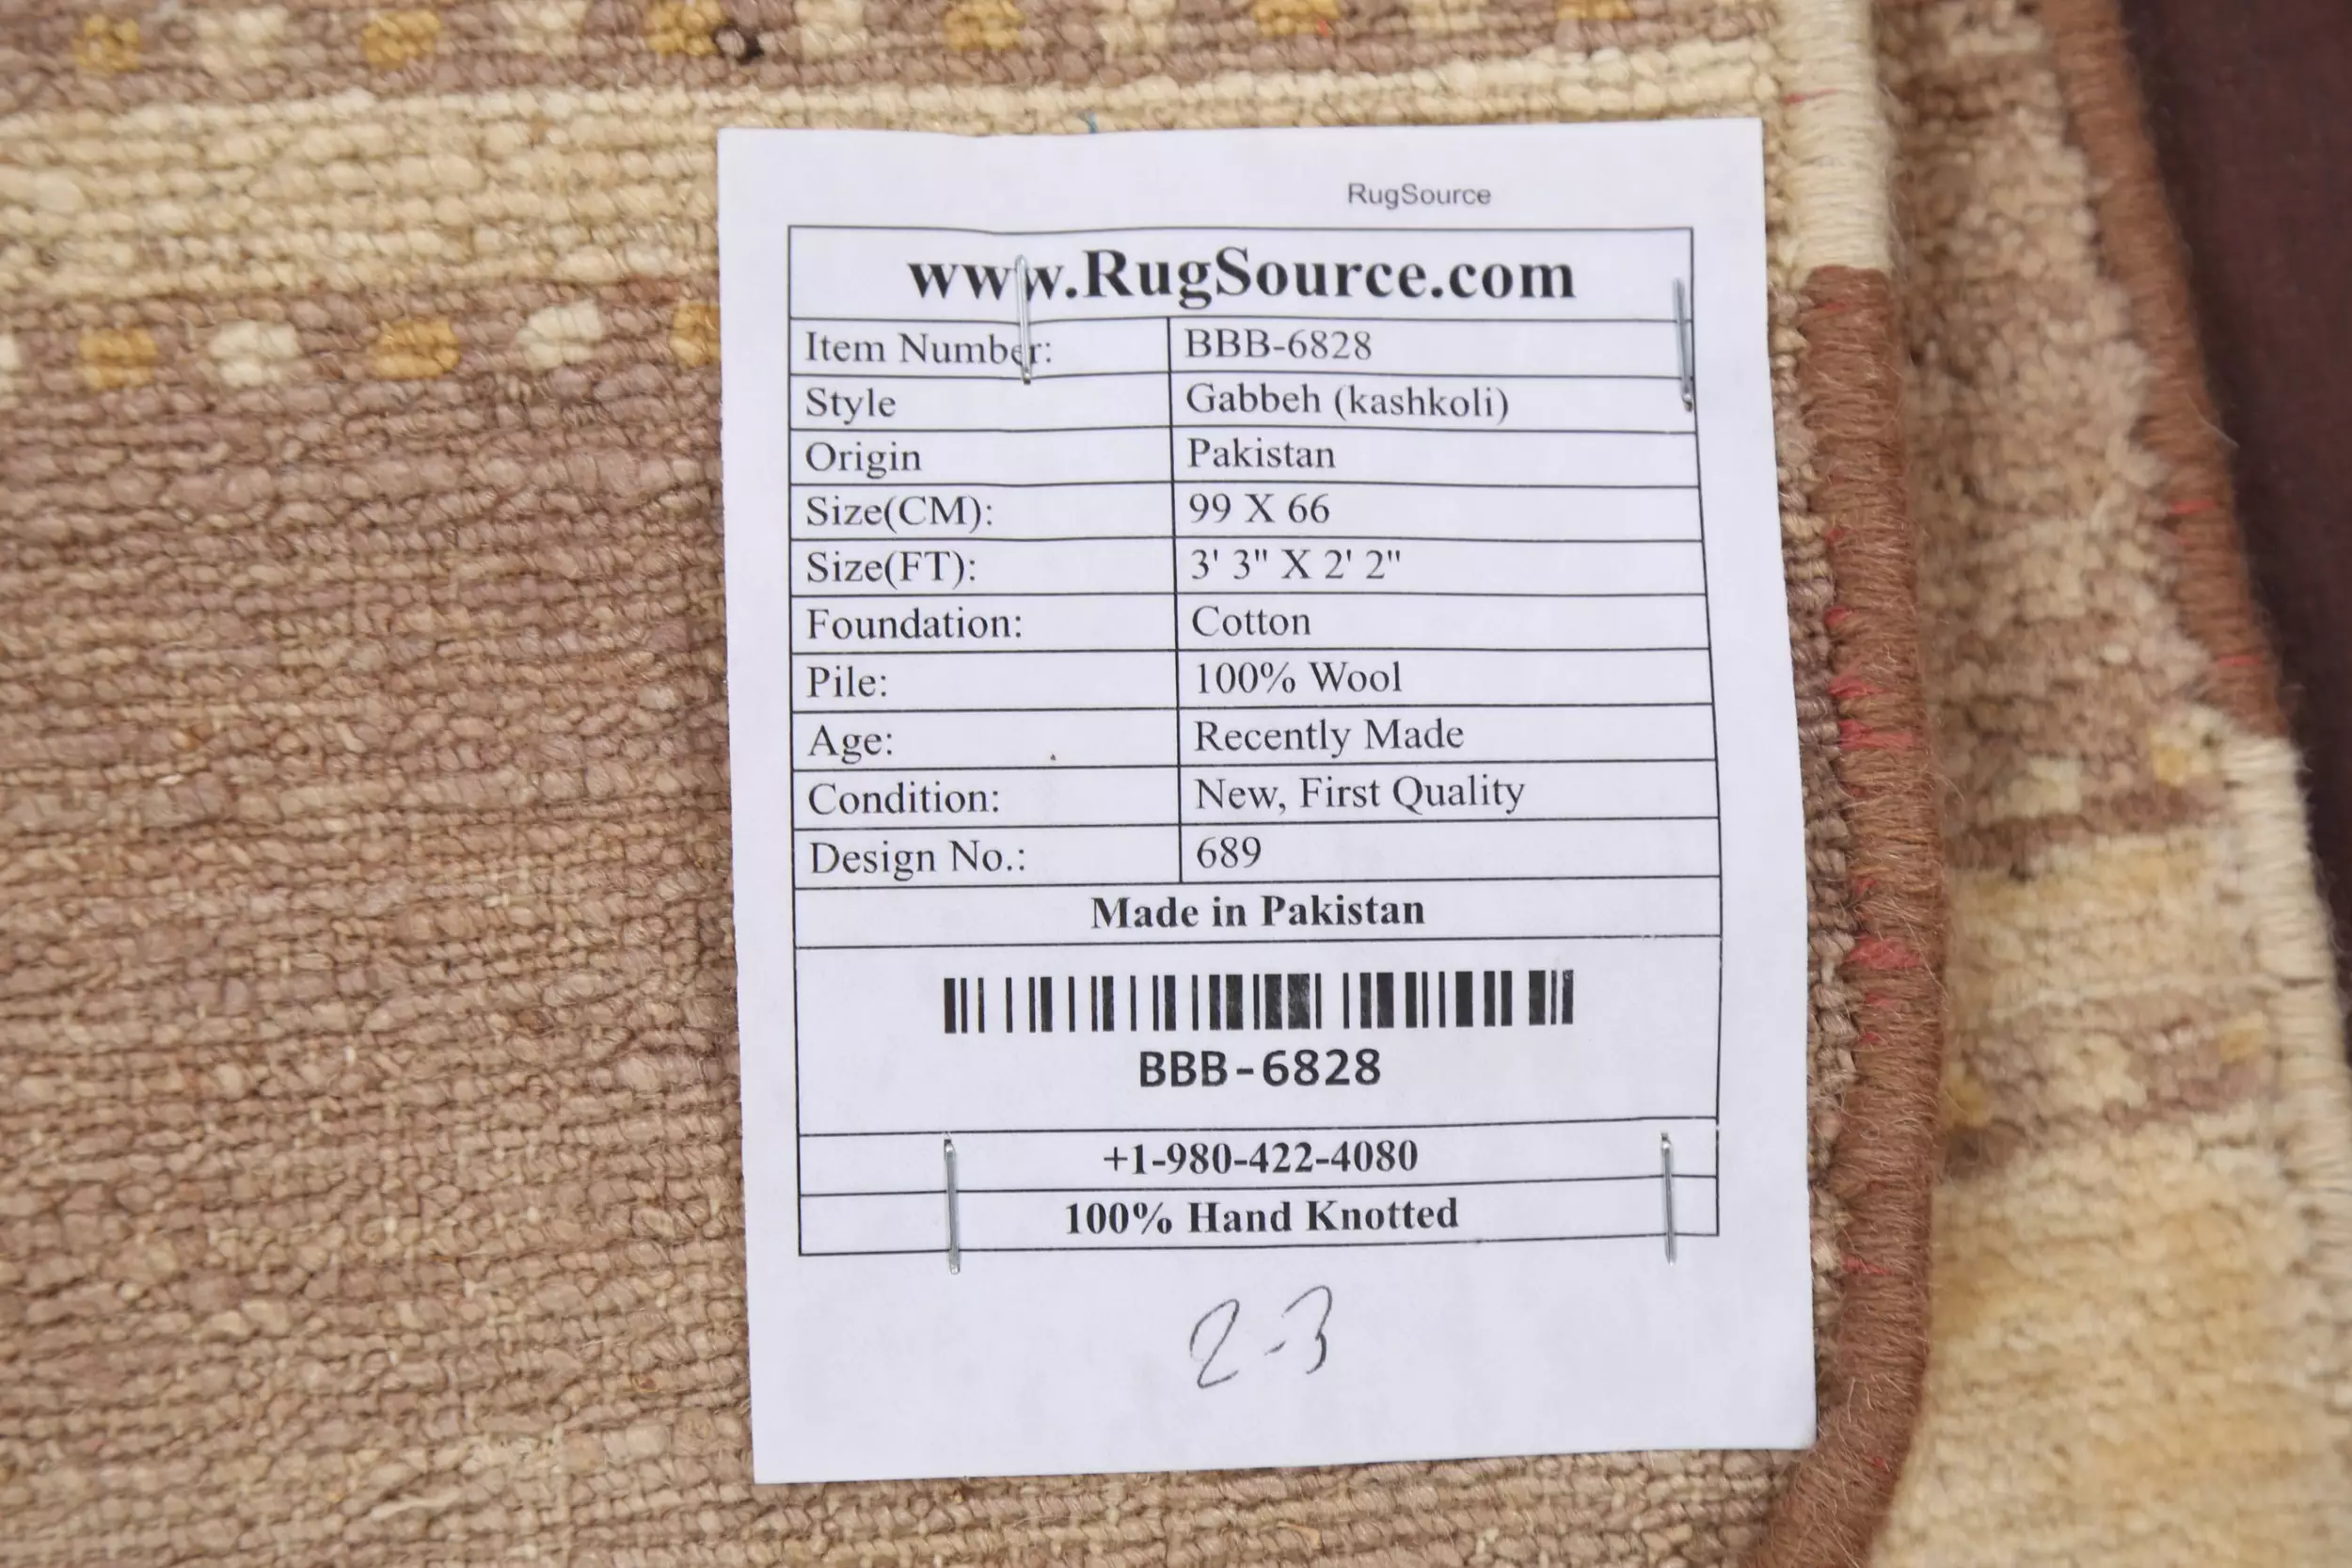 RugSource
www.RugSource.com
Item Number: BBB-6828
Style Gabbeh (kashkoli)
Origin Pakistan
Size(CM): 99 X 66
Size(FT): 3' 3" X 2' 2"
Foundation: Cotton
Pile: 100% Wool
Age: Recently Made
Condition: New, First Quality
Design No.: 689
Made in Pakistan
BBB-6828
+1-980-422-4080
100% Hand Knotted
2-3